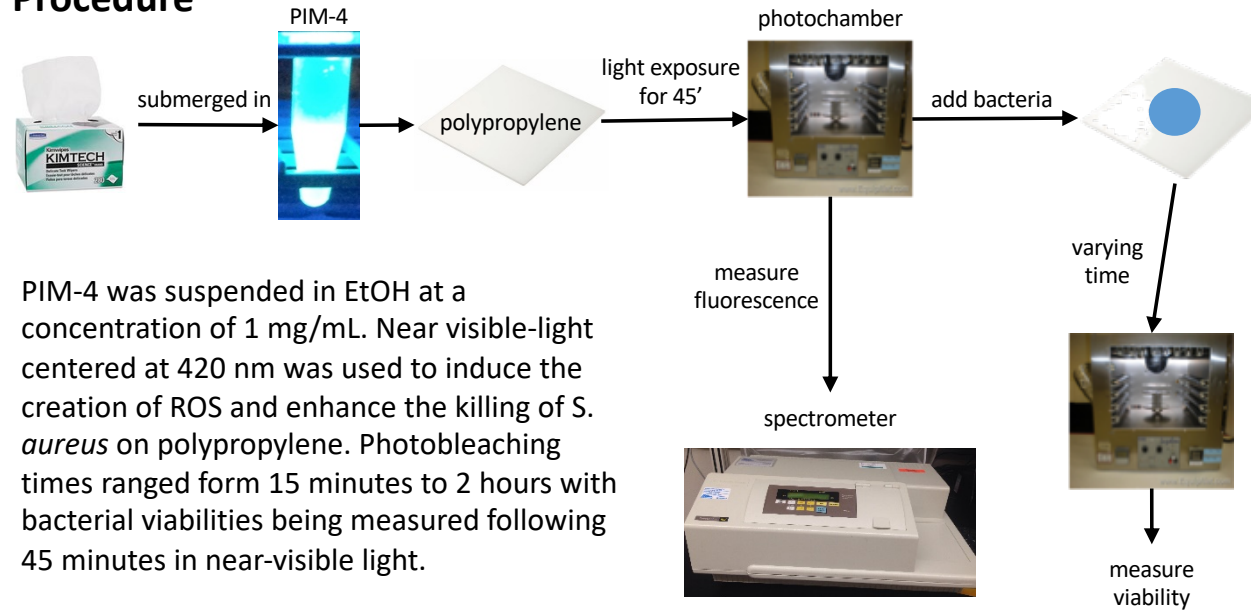 Procedure
PIM-4
photochamber
submerged in
polypropylene
light exposure
for 45'
add bacteria
KIMTECH
SCIENCE
varying
time
measure
fluorescence
PIM-4 was suspended in EtOH at a
concentration of 1 mg/mL. Near visible-light
centered at 420 nm was used to induce the
creation of ROS and enhance the killing of S.
aureus on polypropylene. Photobleaching
times ranged form 15 minutes to 2 hours with
bacterial viabilities being measured following
45 minutes in near-visible light.
spectrometer
measure
viability